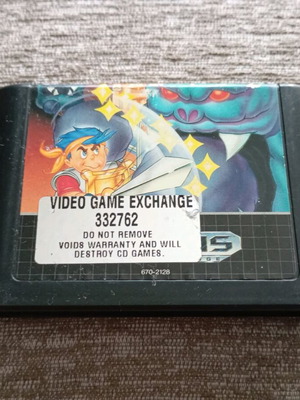 VIDEO GAME EXCHANGE
332762
DO NOT REMOVE
VOIDS WARRANTY AND WILL
DESTROY CD GAMES.
670-2128